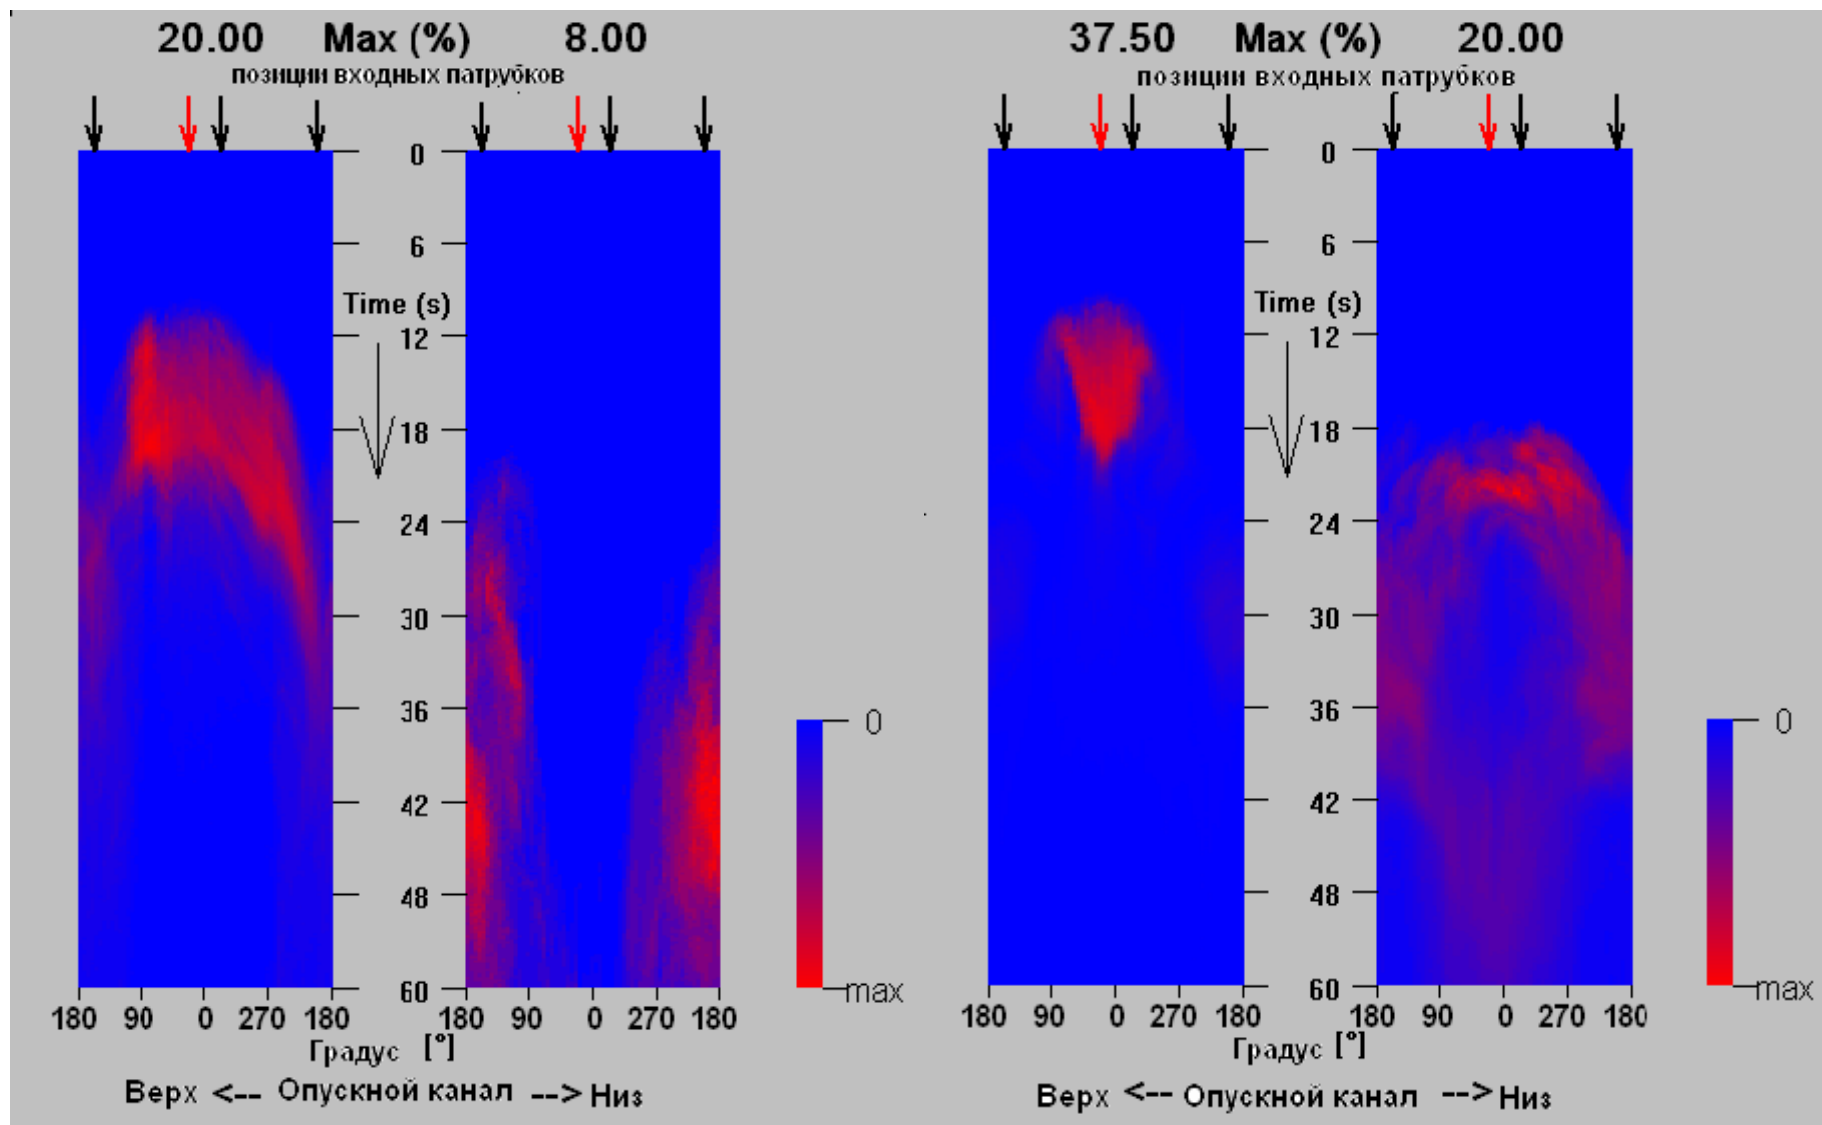 20.00 Max (%) 8.00
позиции входных патрубков
0
6
Time (s)
12
18
24
30
36
42
48
60
0
max
180 90 0 270 180
180 90 0 270 180
Градус [°]
Верх <-- Опускной канал --> Низ
37.50 Max (%) 20.00
позиции входных патрубков
0
6
Time (s)
12
18
24
30
36
42
48
60
0
max
180 90 0 270 180
180 90 0 270 180
Градус [°]
Верх <-- Опускной канал --> Низ